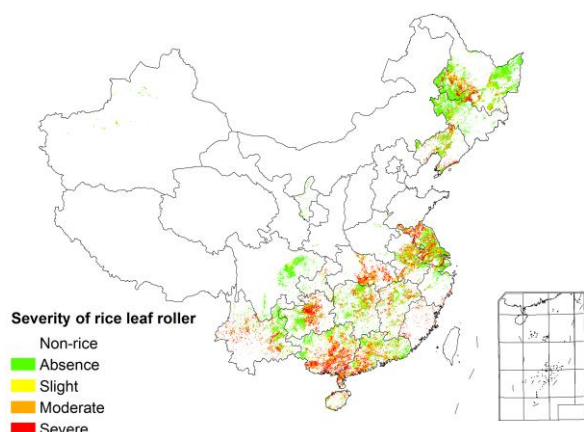 Severity of rice leaf roller
Non-rice
Absence
Slight
Moderate
Severe